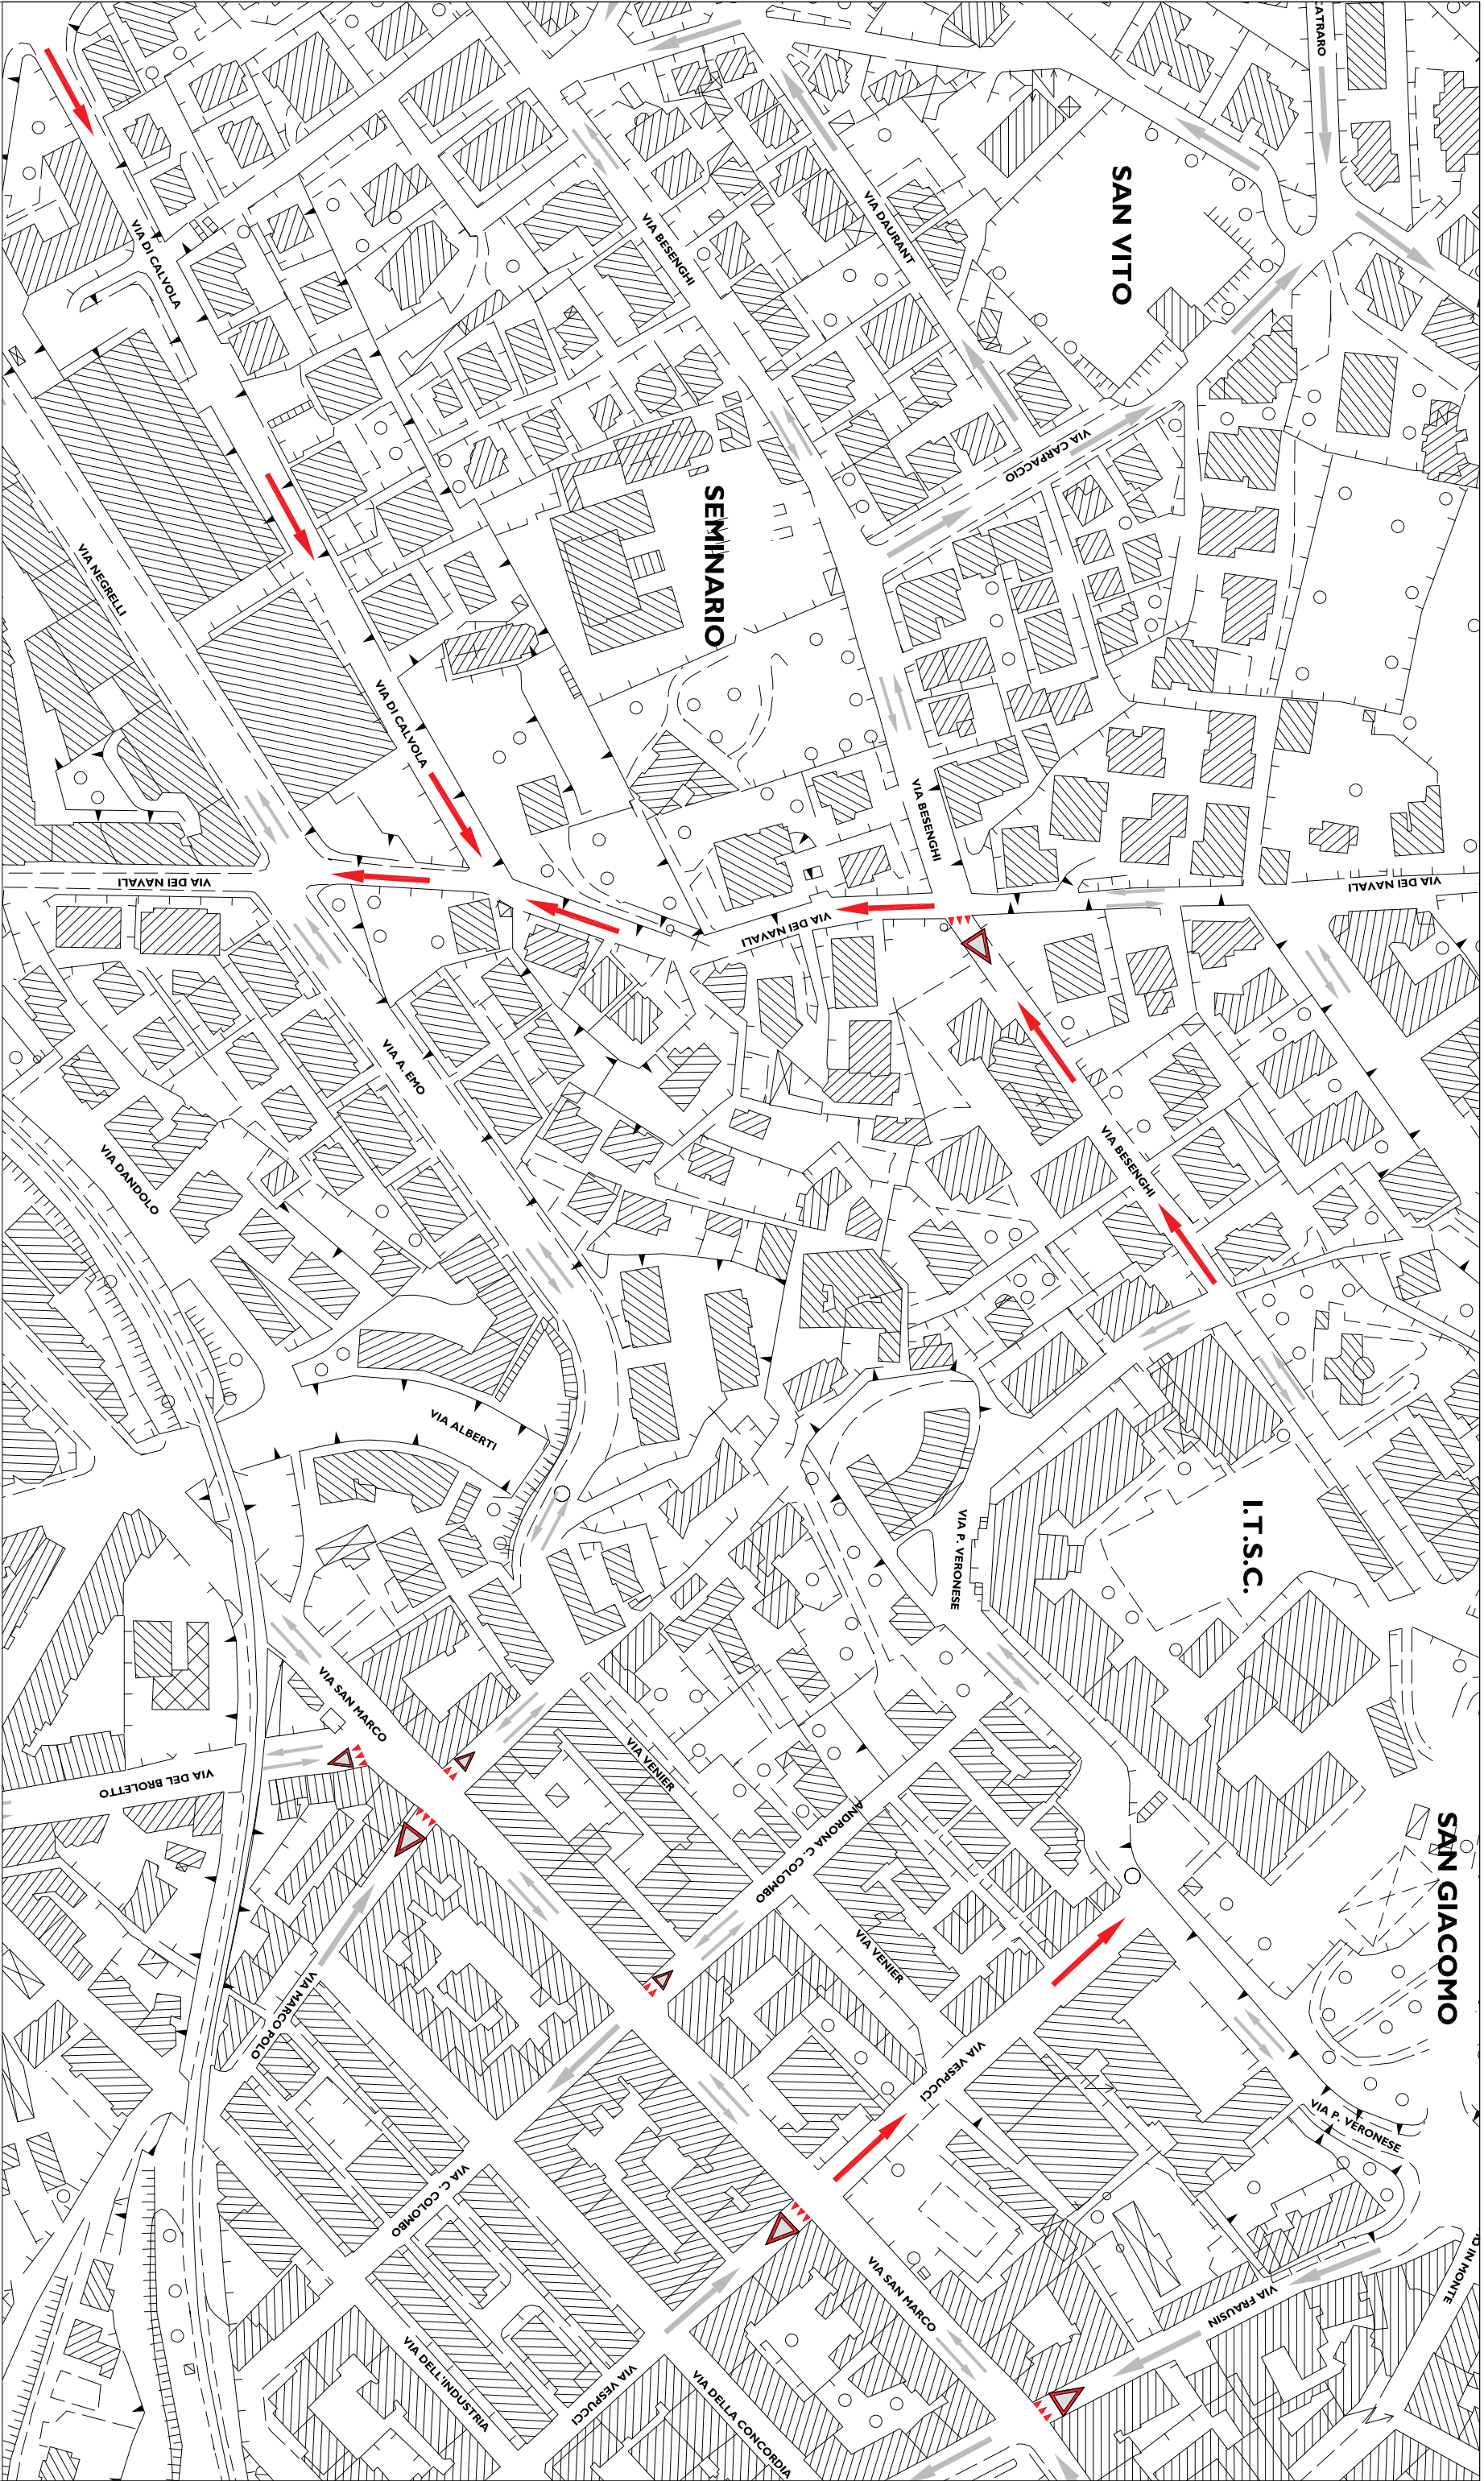 CATRARO
SAN VITO
VIA DAURANT
VIA BESENGHI
VIA DI CALVOLA
VIA CARPACCIO
SEMINARIO
VIA NEGRELLI
VIA DI CALVOLA
VIA BESENGHI
VIA DEI NAVALI
VIA DEI NAVALI
VIA DEI NAVALI
VIA A. EMO
VIA DANDOLO
VIA BESENGHI
VIA ALBERTI
VIA P. VERONESE
I.T.S.C.
VIA SAN MARCO
VIA VENIER
VIA DEL BROLETTO
ANDRONA C. COLOMBO
SAN GIACOMO
VIA VENIER
VIA MARCO POLO
VIA VESPUCCI
VIA P. VERONESE
VIA C. COLOMBO
VIA SAN MARCO
VIA FRAUSIN
IN MONTE
VIA DELL'INDUSTRIA
VIA VESPUCCI
VIA DELLA CONCORDIA